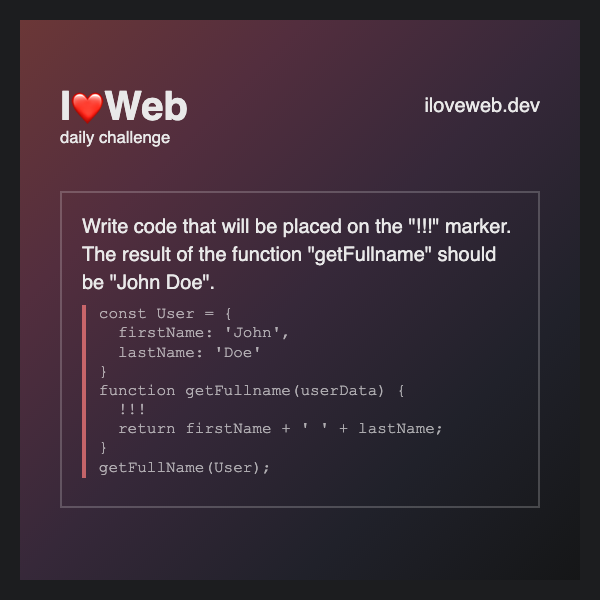 I❤️Web
iloveweb.dev
daily challenge
Write code that will be placed on the "!!!" marker.
The result of the function "getFullname" should
be "John Doe".
const User = {
  firstName: 'John',
  lastName: 'Doe'
}
function getFullname(userData) {
  !!!
  return firstName + ' ' + lastName;
}
getFullName(User);